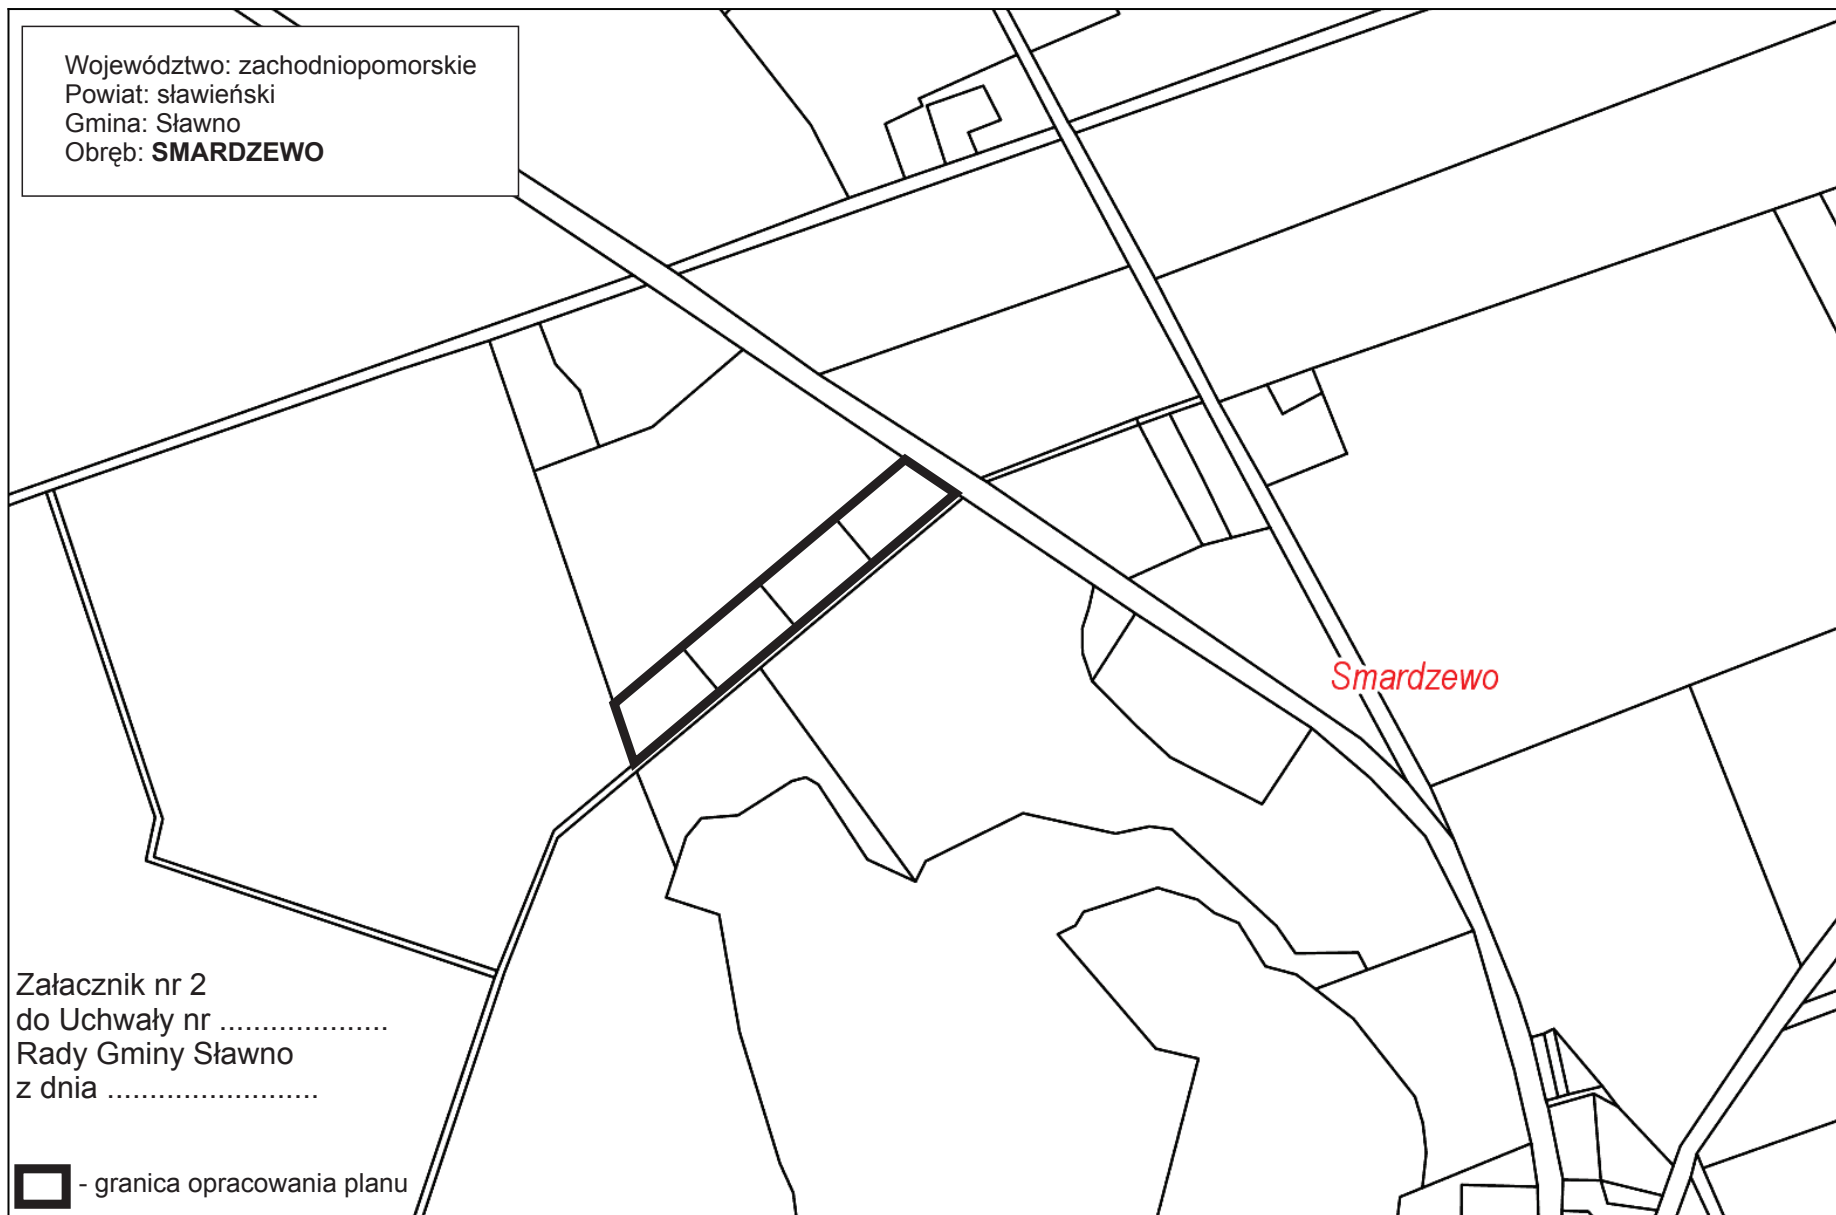 Województwo: zachodniopomorskie
Powiat: sławieński
Gmina: Sławno
Obręb: SMARDZEWO
Smardzewo
Załacznik nr 2
do Uchwały nr ....................
Rady Gminy Sławno
z dnia ........................
- granica opracowania planu